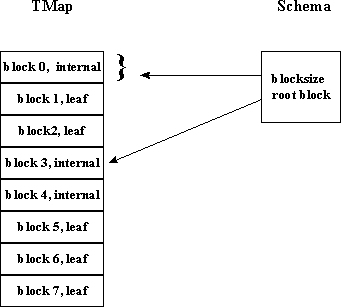 TMap
Schema
block 0, internal
block 1, leaf
block2, leaf
block 3, internal
block 4, internal
block 5, leaf
block 6, leaf
block 7, leaf
blocksize
root block